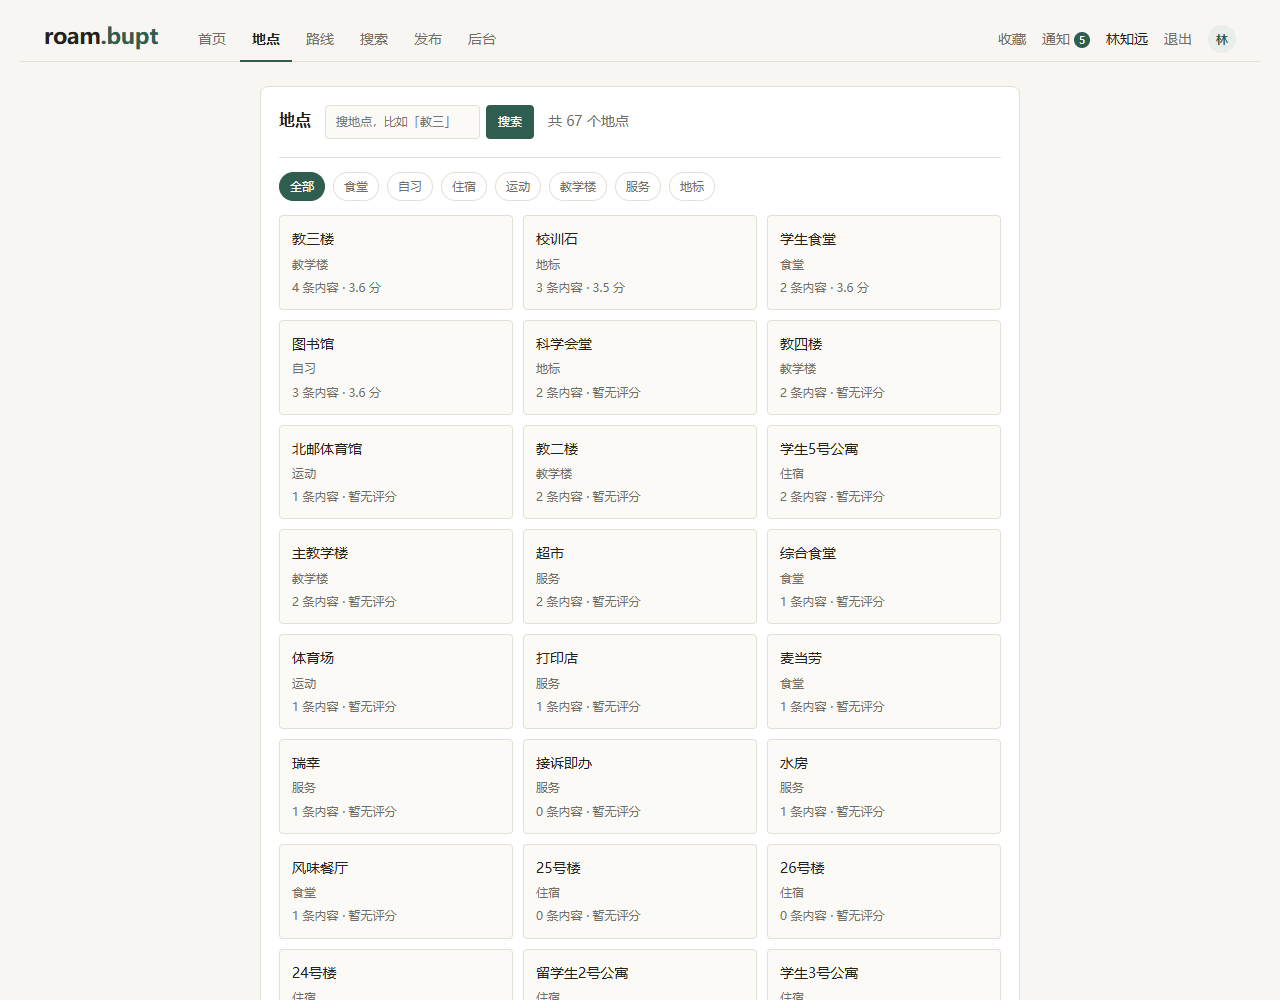 roam.bupt 首页 地点 路线 搜索 发布 后台 收藏 通知 5 林知远 退出 林
地点 搜地点，比如「教三」 搜索 共 67 个地点
全部 食堂 自习 住宿 运动 教学楼 服务 地标
教三楼 校训石 学生食堂
教学楼 地标 食堂
4 条内容 · 3.6 分 3 条内容 · 3.5 分 2 条内容 · 3.6 分
图书馆 科学会堂 教四楼
自习 地标 教学楼
3 条内容 · 3.6 分 2 条内容 · 暂无评分 2 条内容 · 暂无评分
北邮体育馆 教二楼 学生5号公寓
运动 教学楼 住宿
1 条内容 · 暂无评分 2 条内容 · 暂无评分 2 条内容 · 暂无评分
主教学楼 超市 综合食堂
教学楼 服务 食堂
2 条内容 · 暂无评分 2 条内容 · 暂无评分 1 条内容 · 暂无评分
体育场 打印店 麦当劳
运动 服务 食堂
1 条内容 · 暂无评分 1 条内容 · 暂无评分 1 条内容 · 暂无评分
瑞幸 接诉即办 水房
服务 服务 服务
1 条内容 · 暂无评分 0 条内容 · 暂无评分 1 条内容 · 暂无评分
风味餐厅 25号楼 26号楼
食堂 住宿 住宿
1 条内容 · 暂无评分 0 条内容 · 暂无评分 0 条内容 · 暂无评分
24号楼 留学生2号公寓 学生3号公寓
住宿 住宿 住宿